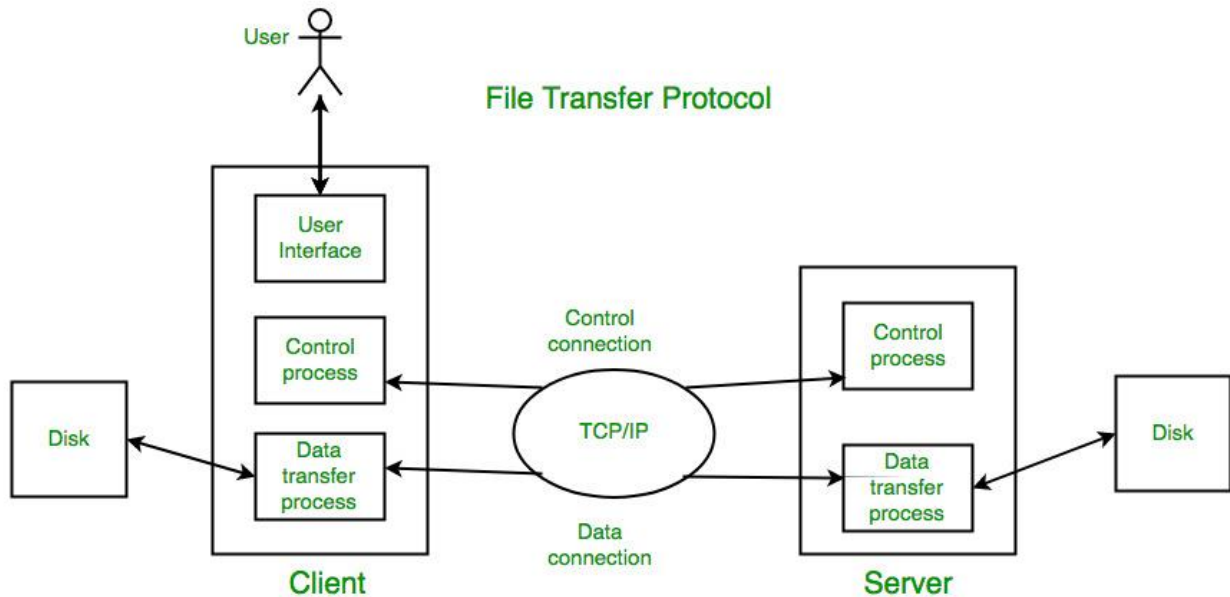 User
File Transfer Protocol
User
Interface
Control
process
Control
connection
Control
process
Disk
Data
transfer
process
TCP/IP
Data
transfer
process
Disk
Data
connection
Client
Server